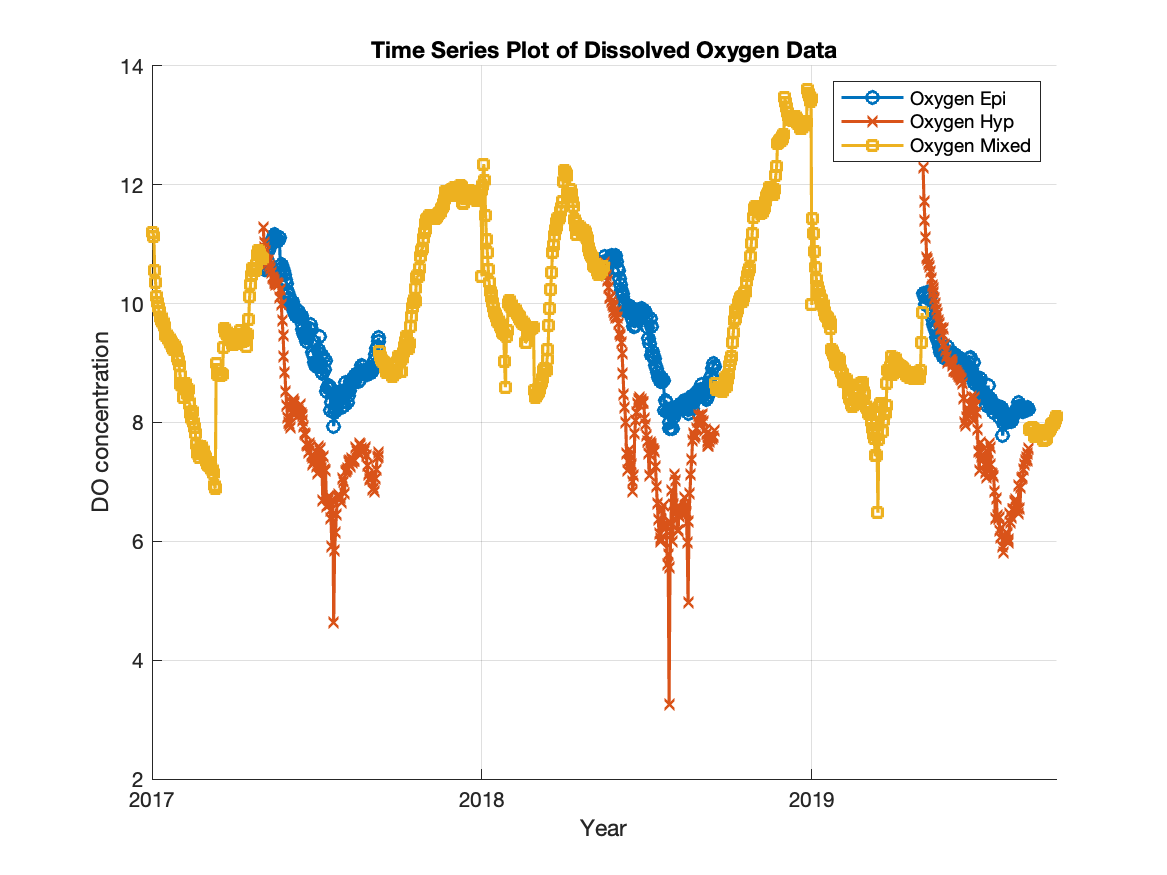 Time Series Plot of Dissolved Oxygen Data
14
12
10
8
6
4
2
DO concentration
Oxygen Epi
Oxygen Hyp
Oxygen Mixed
2017
2018
2019
Year